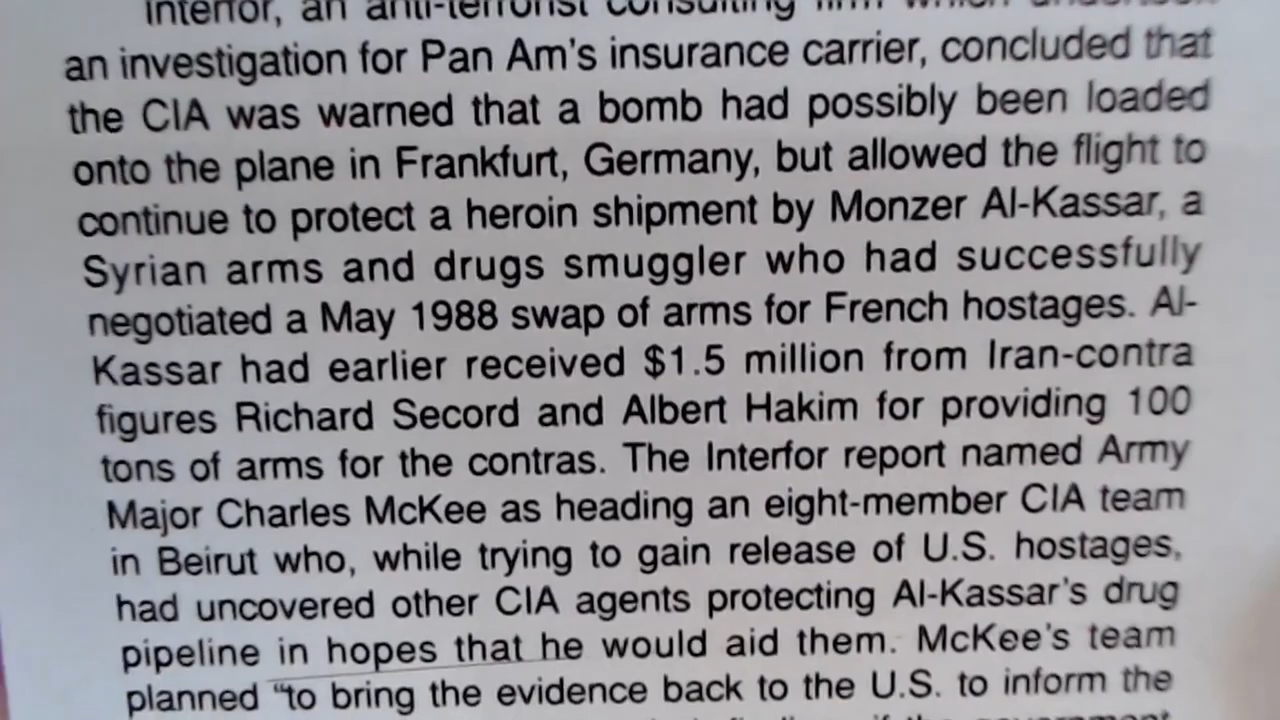 Interfor, an anti-terrorist consulting firm which
an investigation for Pan Am's insurance carrier, concluded that
the CIA was warned that a bomb had possibly been loaded
onto the plane in Frankfurt, Germany, but allowed the flight to
continue to protect a heroin shipment by Monzer Al-Kassar, a
Syrian arms and drugs smuggler who had successfully
negotiated a May 1988 swap of arms for French hostages. Al-
Kassar had earlier received $1.5 million from Iran-contra
figures Richard Secord and Albert Hakim for providing 100
tons of arms for the contras. The Interfor report named Army
Major Charles McKee as heading an eight-member CIA team
in Beirut who, while trying to gain release of U.S. hostages,
had uncovered other CIA agents protecting Al-Kassar's drug
pipeline in hopes that he would aid them. McKee's team
planned “to bring the evidence back to the U.S. to inform the